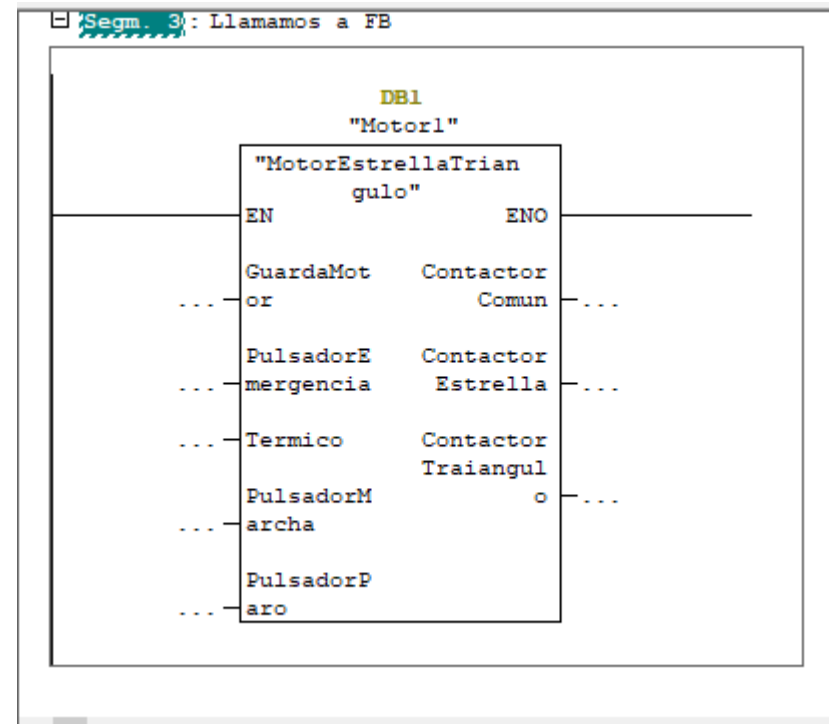 Segm. 3: Llamamos a FB
DB1
"Motor1"
"MotorEstrellaTrian
gulo"
EN ENO
GuardaMot Contactor
... or Comun ...
PulsadorE Contactor
... mergencia Estrella ...
... Termico Contactor
Traiangul
PulsadorM o ...
... archa
PulsadorP
... aro